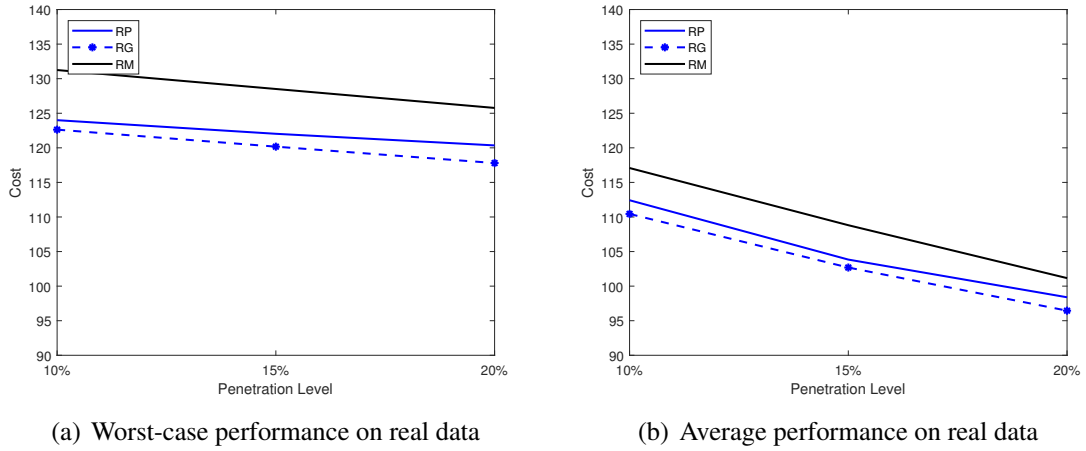 140
135
130
125
120
115
110
105
100
95
90
Cost
RP
RG
RM
10%
15%
20%
Penetration Level
(a) Worst-case performance on real data
140
135
130
125
120
115
110
105
100
95
90
Cost
RP
RG
RM
10%
15%
20%
Penetration Level
(b) Average performance on real data